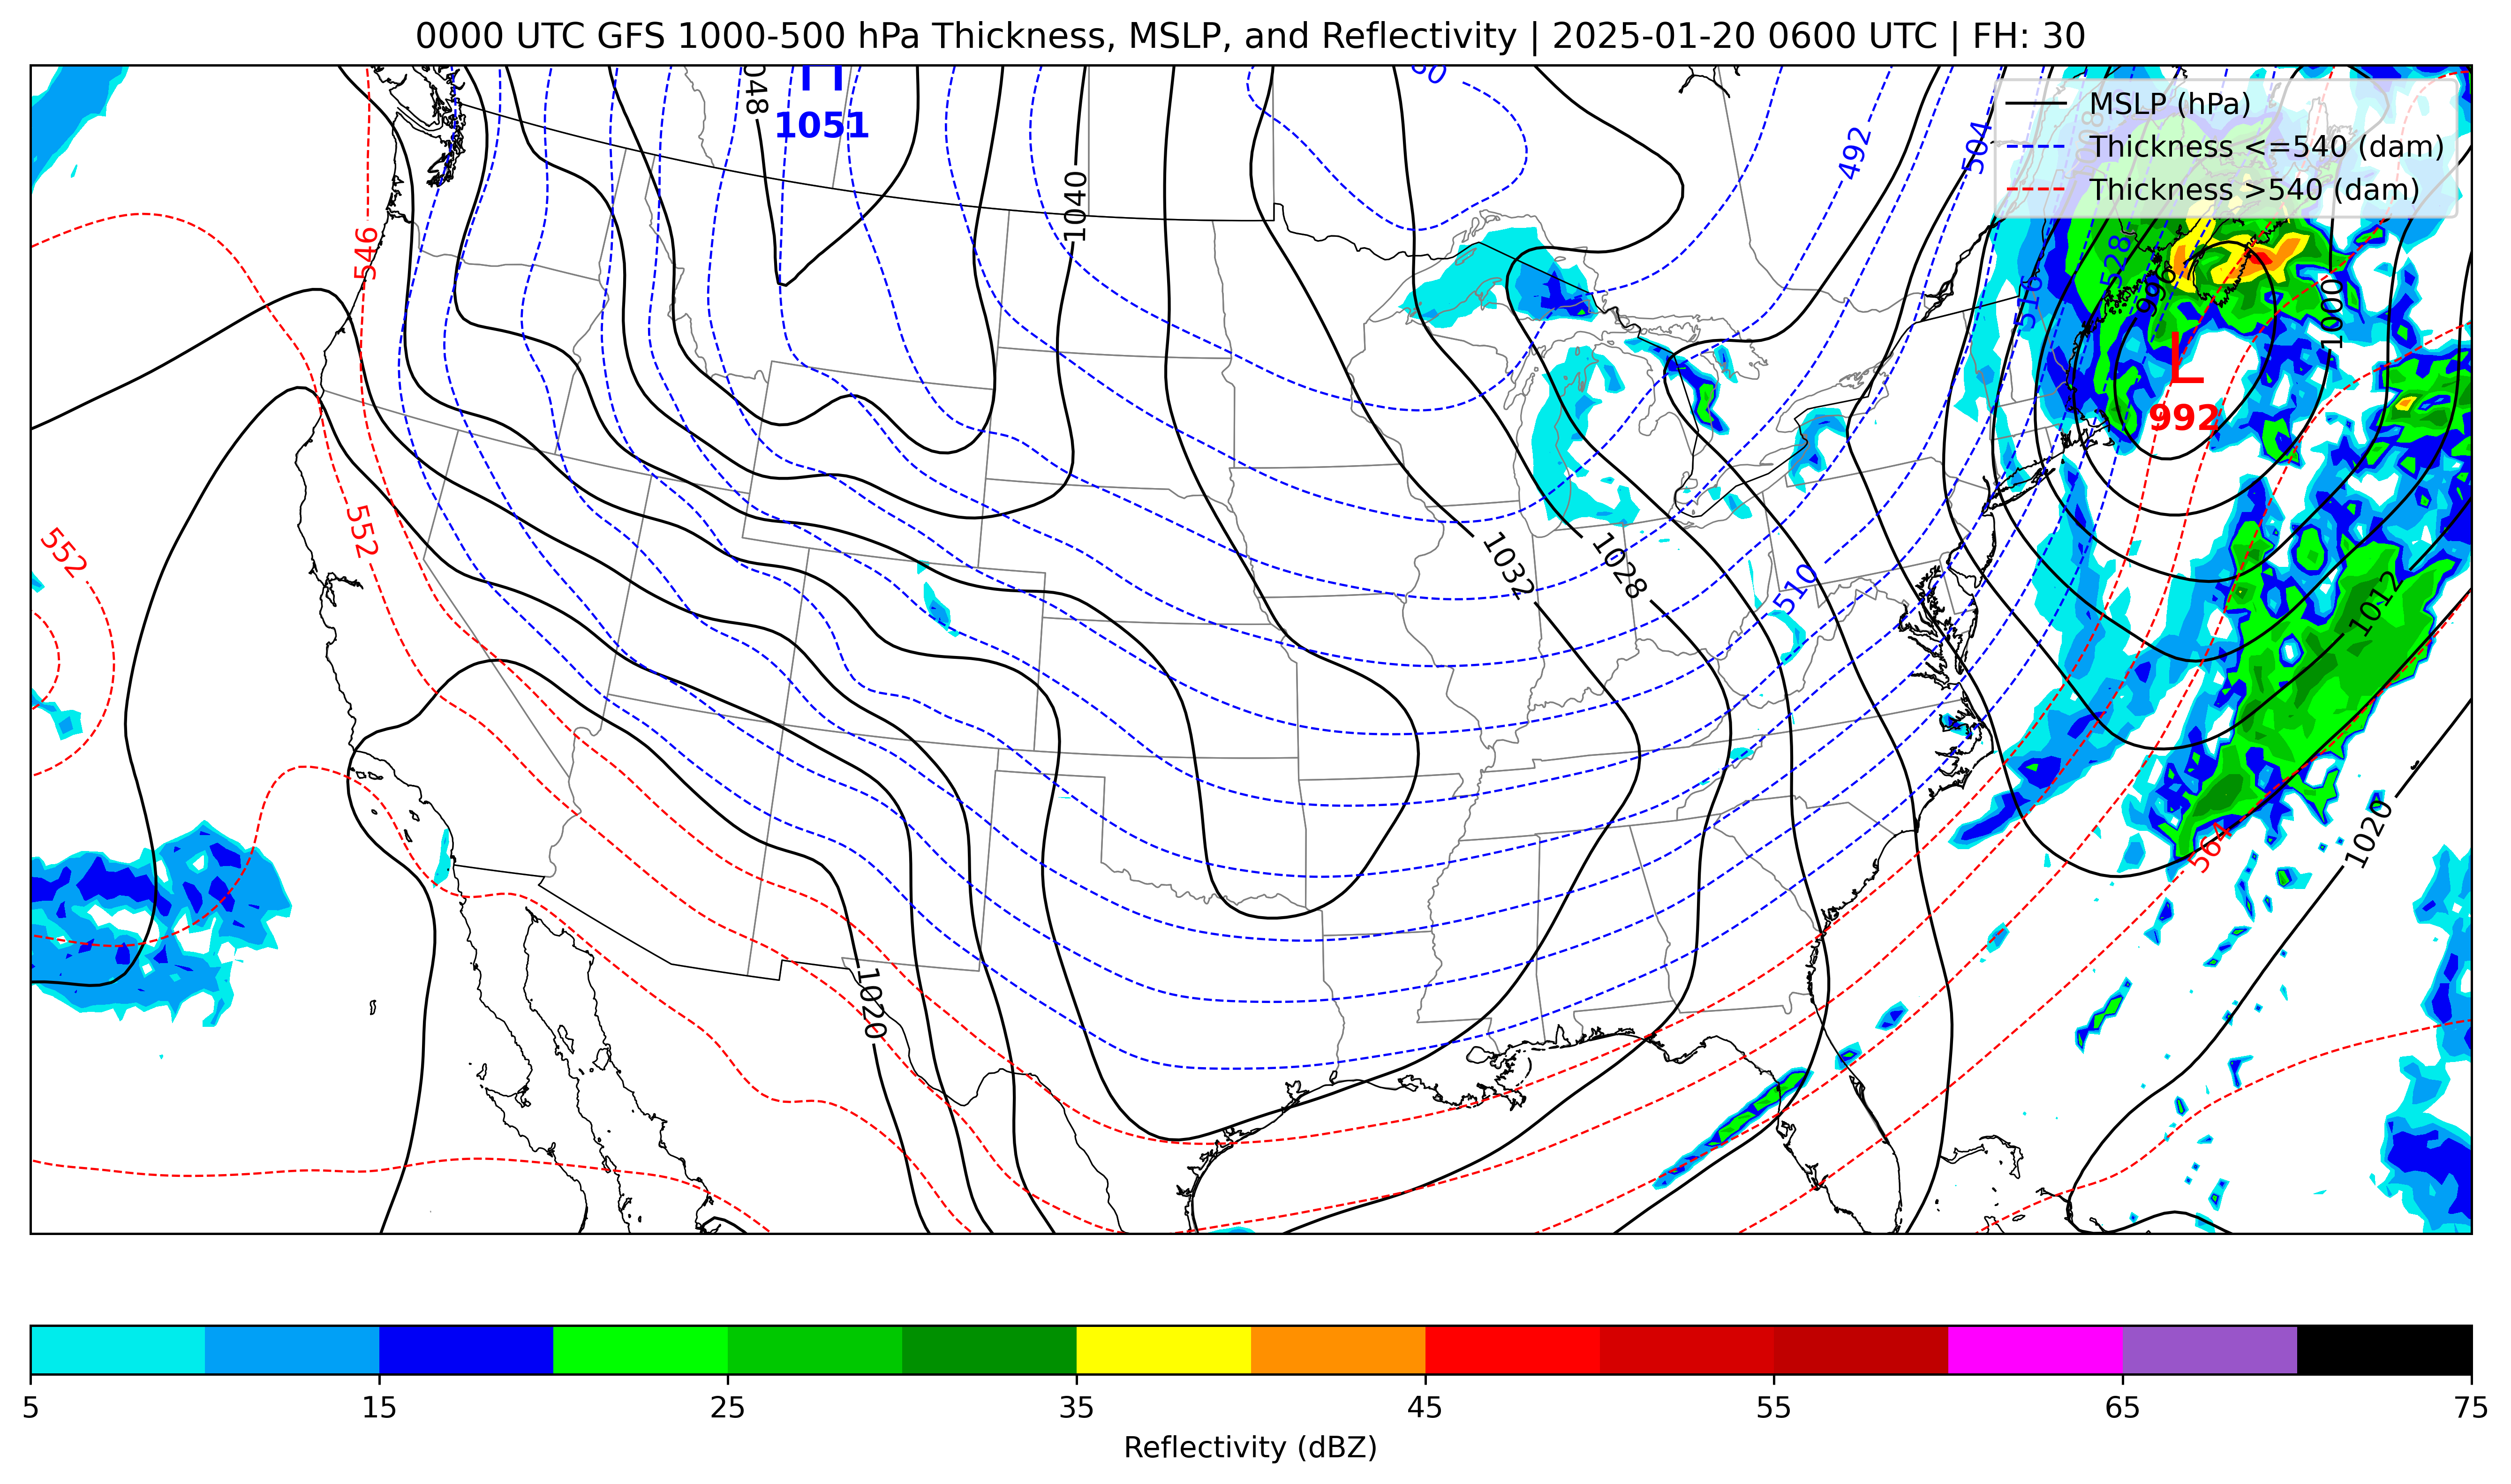 0000 UTC GFS 1000-500 hPa Thickness, MSLP, and Reflectivity | 2025-01-20 0600 UTC | FH: 30
MSLP (hPa)
Thickness <=540 (dam)
Thickness >540 (dam)
1051
1040
492
504
546
516
528
996
1000
L
992
552
552
1032
1028
510
1012
1020
564
1020
5 15 25 35 45 55 65 75
Reflectivity (dBZ)